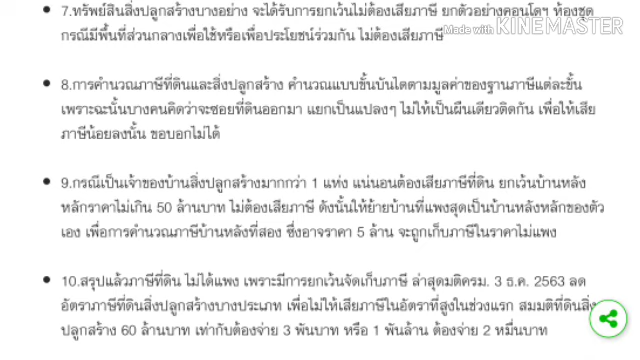 7.ทรัพย์สินสิ่งปลูกสร้างบางอย่าง จะได้รับการยกเว้นไม่ต้องเสียภาษี ยกตัวอย่างคอนโดฯ ห้องชุด
กรณีมีพื้นที่ส่วนกลางเพื่อใช้หรือเพื่อประโยชน์ร่วมกัน ไม่ต้องเสียภาษี
Made with KINEMASTER
8.การคำนวณภาษีที่ดินและสิ่งปลูกสร้าง คำนวณแบบขั้นบันไดตามมูลค่าของฐานภาษีแต่ละขั้น
เพราะฉะนั้นบางคนคิดว่าจะซอยที่ดินออกมา แยกเป็นแปลงๆ ไม่ให้เป็นผืนเดียวติดกัน เพื่อให้เสีย
ภาษีน้อยลงนั้น ขอบอกไม่ได้
9.กรณีเป็นเจ้าของบ้านสิ่งปลูกสร้างมากกว่า 1 แห่ง แน่นอนต้องเสียภาษีที่ดิน ยกเว้นบ้านหลัง
หลักราคาไม่เกิน 50 ล้านบาท ไม่ต้องเสียภาษี ดังนั้นให้ย้ายบ้านที่แพงสุดเป็นบ้านหลังหลักของตัว
เอง เพื่อการคำนวณภาษีบ้านหลังที่สอง ซึ่งอาจราคา 5 ล้าน จะถูกเก็บภาษีในราคาไม่แพง
10.สรุปแล้วภาษีที่ดิน ไม่ได้แพง เพราะมีการยกเว้นจัดเก็บภาษี ล่าสุดมติครม. 3 ธ.ค. 2563 ลด
อัตราภาษีที่ดินสิ่งปลูกสร้างบางประเภท เพื่อไม่ให้เสียภาษีในอัตราที่สูงในช่วงแรก สมมติที่ดินสิ่ง
ปลูกสร้าง 60 ล้านบาท เท่ากับต้องจ่าย 3 พันบาท หรือ 1 พันล้าน ต้องจ่าย 2 หมื่นบาท